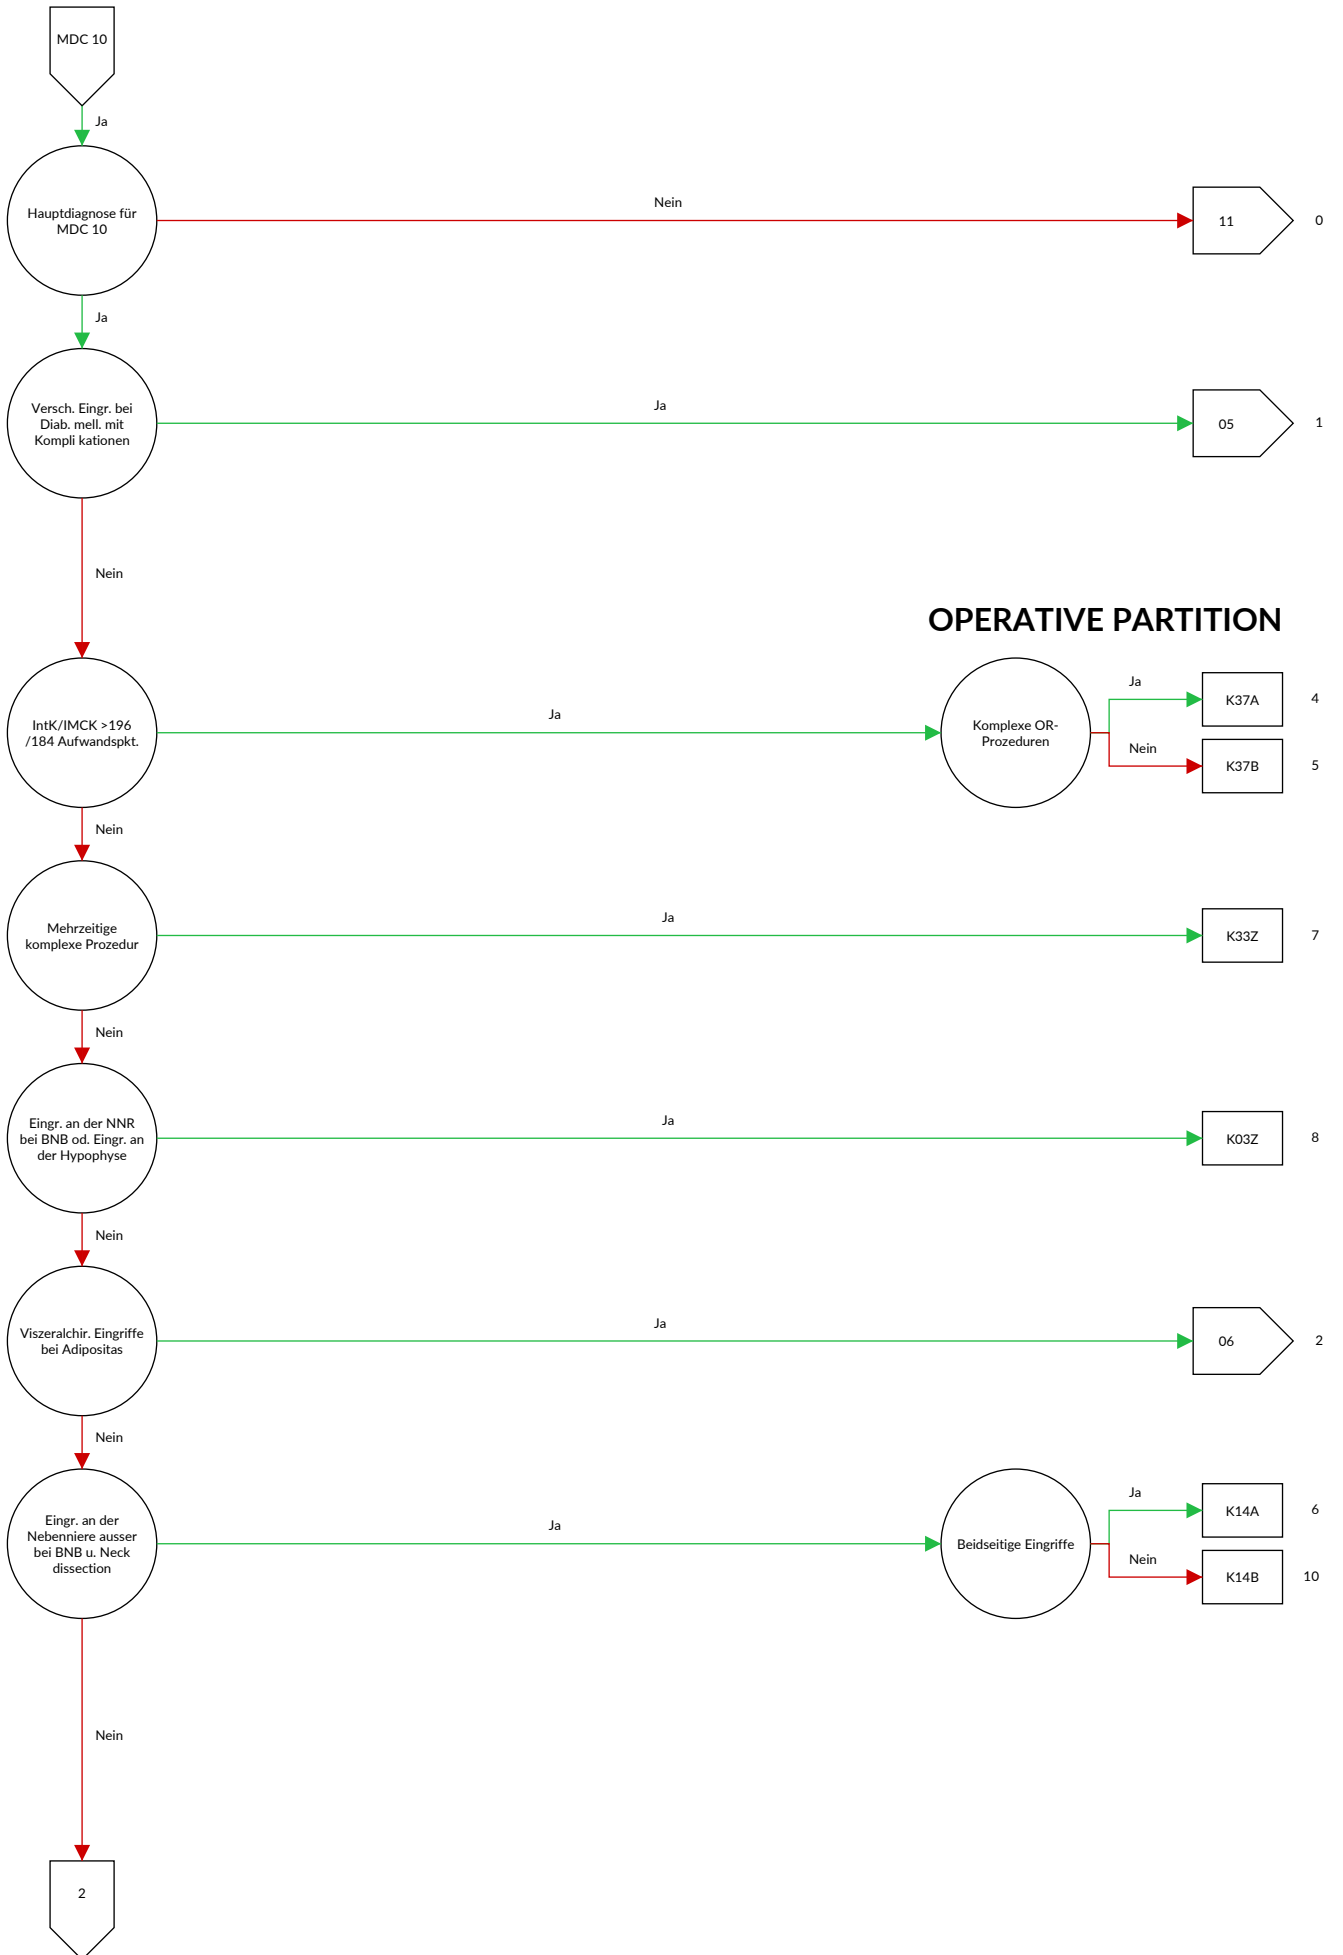 MDC 10
Ja
Hauptdiagnose für
MDC 10
Nein
11
0
Ja
Versch. Eingr. bei
Diab. mell. mit
Kompli kationen
Ja
05
1
Nein
OPERATIVE PARTITION
IntK/IMCK >196
/184 Aufwandspkt.
Ja
Komplexe OR-
Prozeduren
Ja
K37A
4
Nein
K37B
5
Nein
Mehrzeitige
komplexe Prozedur
Ja
K33Z
7
Nein
Eingr. an der NNR
bei BNB od. Eingr. an
der Hypophyse
Ja
K03Z
8
Nein
Viszeralchir. Eingriffe
bei Adipositas
Ja
06
2
Nein
Eingr. an der
Nebenniere ausser
bei BNB u. Neck
dissection
Ja
Beidseitige Eingriffe
Ja
K14A
6
Nein
K14B
10
Nein
2